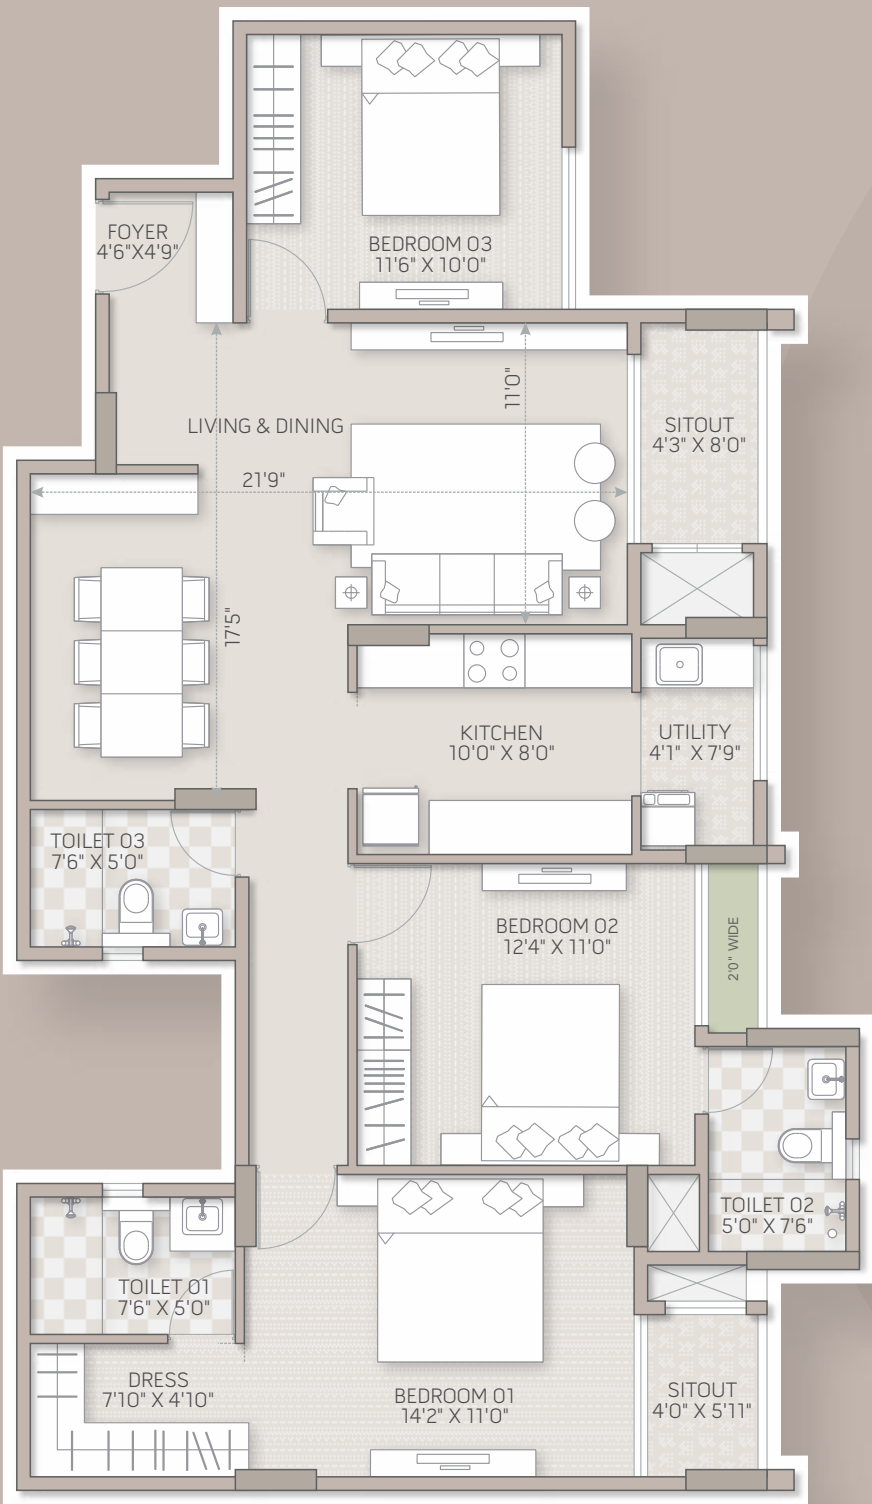 FOYER
4'6"X4'9"
BEDROOM 03
11'6" X 10'0"
11'0"
LIVING & DINING
SITOUT
4'3" X 8'0"
21'9"
17'5"
KITCHEN
10'0" X 8'0"
UTILITY
4'1" X 7'9"
TOILET 03
7'6" X 5'0"
BEDROOM 02
12'4" X 11'0"
2'0" WIDE
TOILET 02
5'0" X 7'6"
TOILET 01
7'6" X 5'0"
DRESS
7'10" X 4'10"
BEDROOM 01
14'2" X 11'0"
SITOUT
4'0" X 5'11"